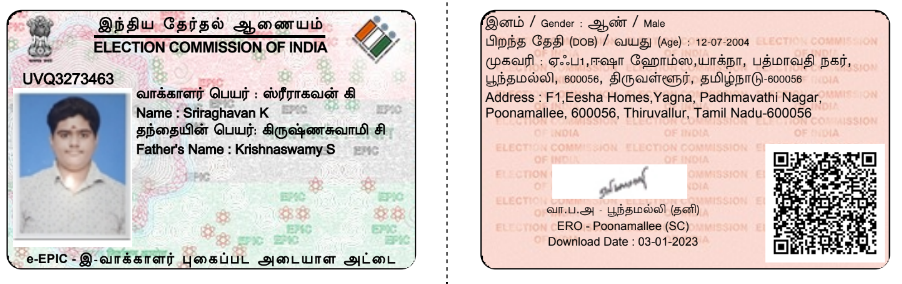 இந்திய தேர்தல் ஆணையம்
ELECTION COMMISSION OF INDIA
UVQ3273463
வாக்காளர் பெயர் : ஸ்ரீராகவன் கி
Name : Sriraghavan K
தந்தையின் பெயர்: கிருஷ்ணசுவாமி சி
Father's Name : Krishnaswamy S
e-EPIC - இ-வாக்காளர் புகைப்பட அடையாள அட்டை
இனம் / Gender : ஆண் / Male
பிறந்த தேதி (DOB) / வயது (Age) : 12-07-2004
முகவரி : ஏஃப1,ஈஷா ஹோம்ஸ்,யாக்நா, பத்மாவதி நகர்,
பூந்தமல்லி, 600056, திருவள்ளூர், தமிழ்நாடு-600056
Address : F1,Eesha Homes,Yagna, Padhmavathi Nagar,
Poonamallee, 600056, Thiruvallur, Tamil Nadu-600056
வா.ப.அ - பூந்தமல்லி (தனி)
ERO - Poonamallee (SC)
Download Date : 03-01-2023